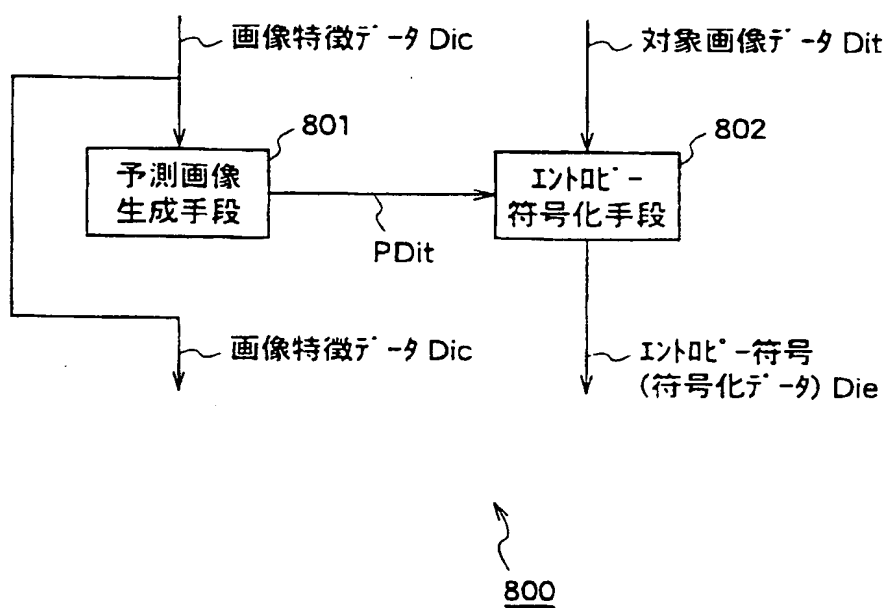 画像特徴データ Dic
対象画像データ Dit
801
802
予測画像
生成手段
エントロピー
符号化手段
PDit
画像特徴データ Dic
エントロピー符号
(符号化データ) Die
800